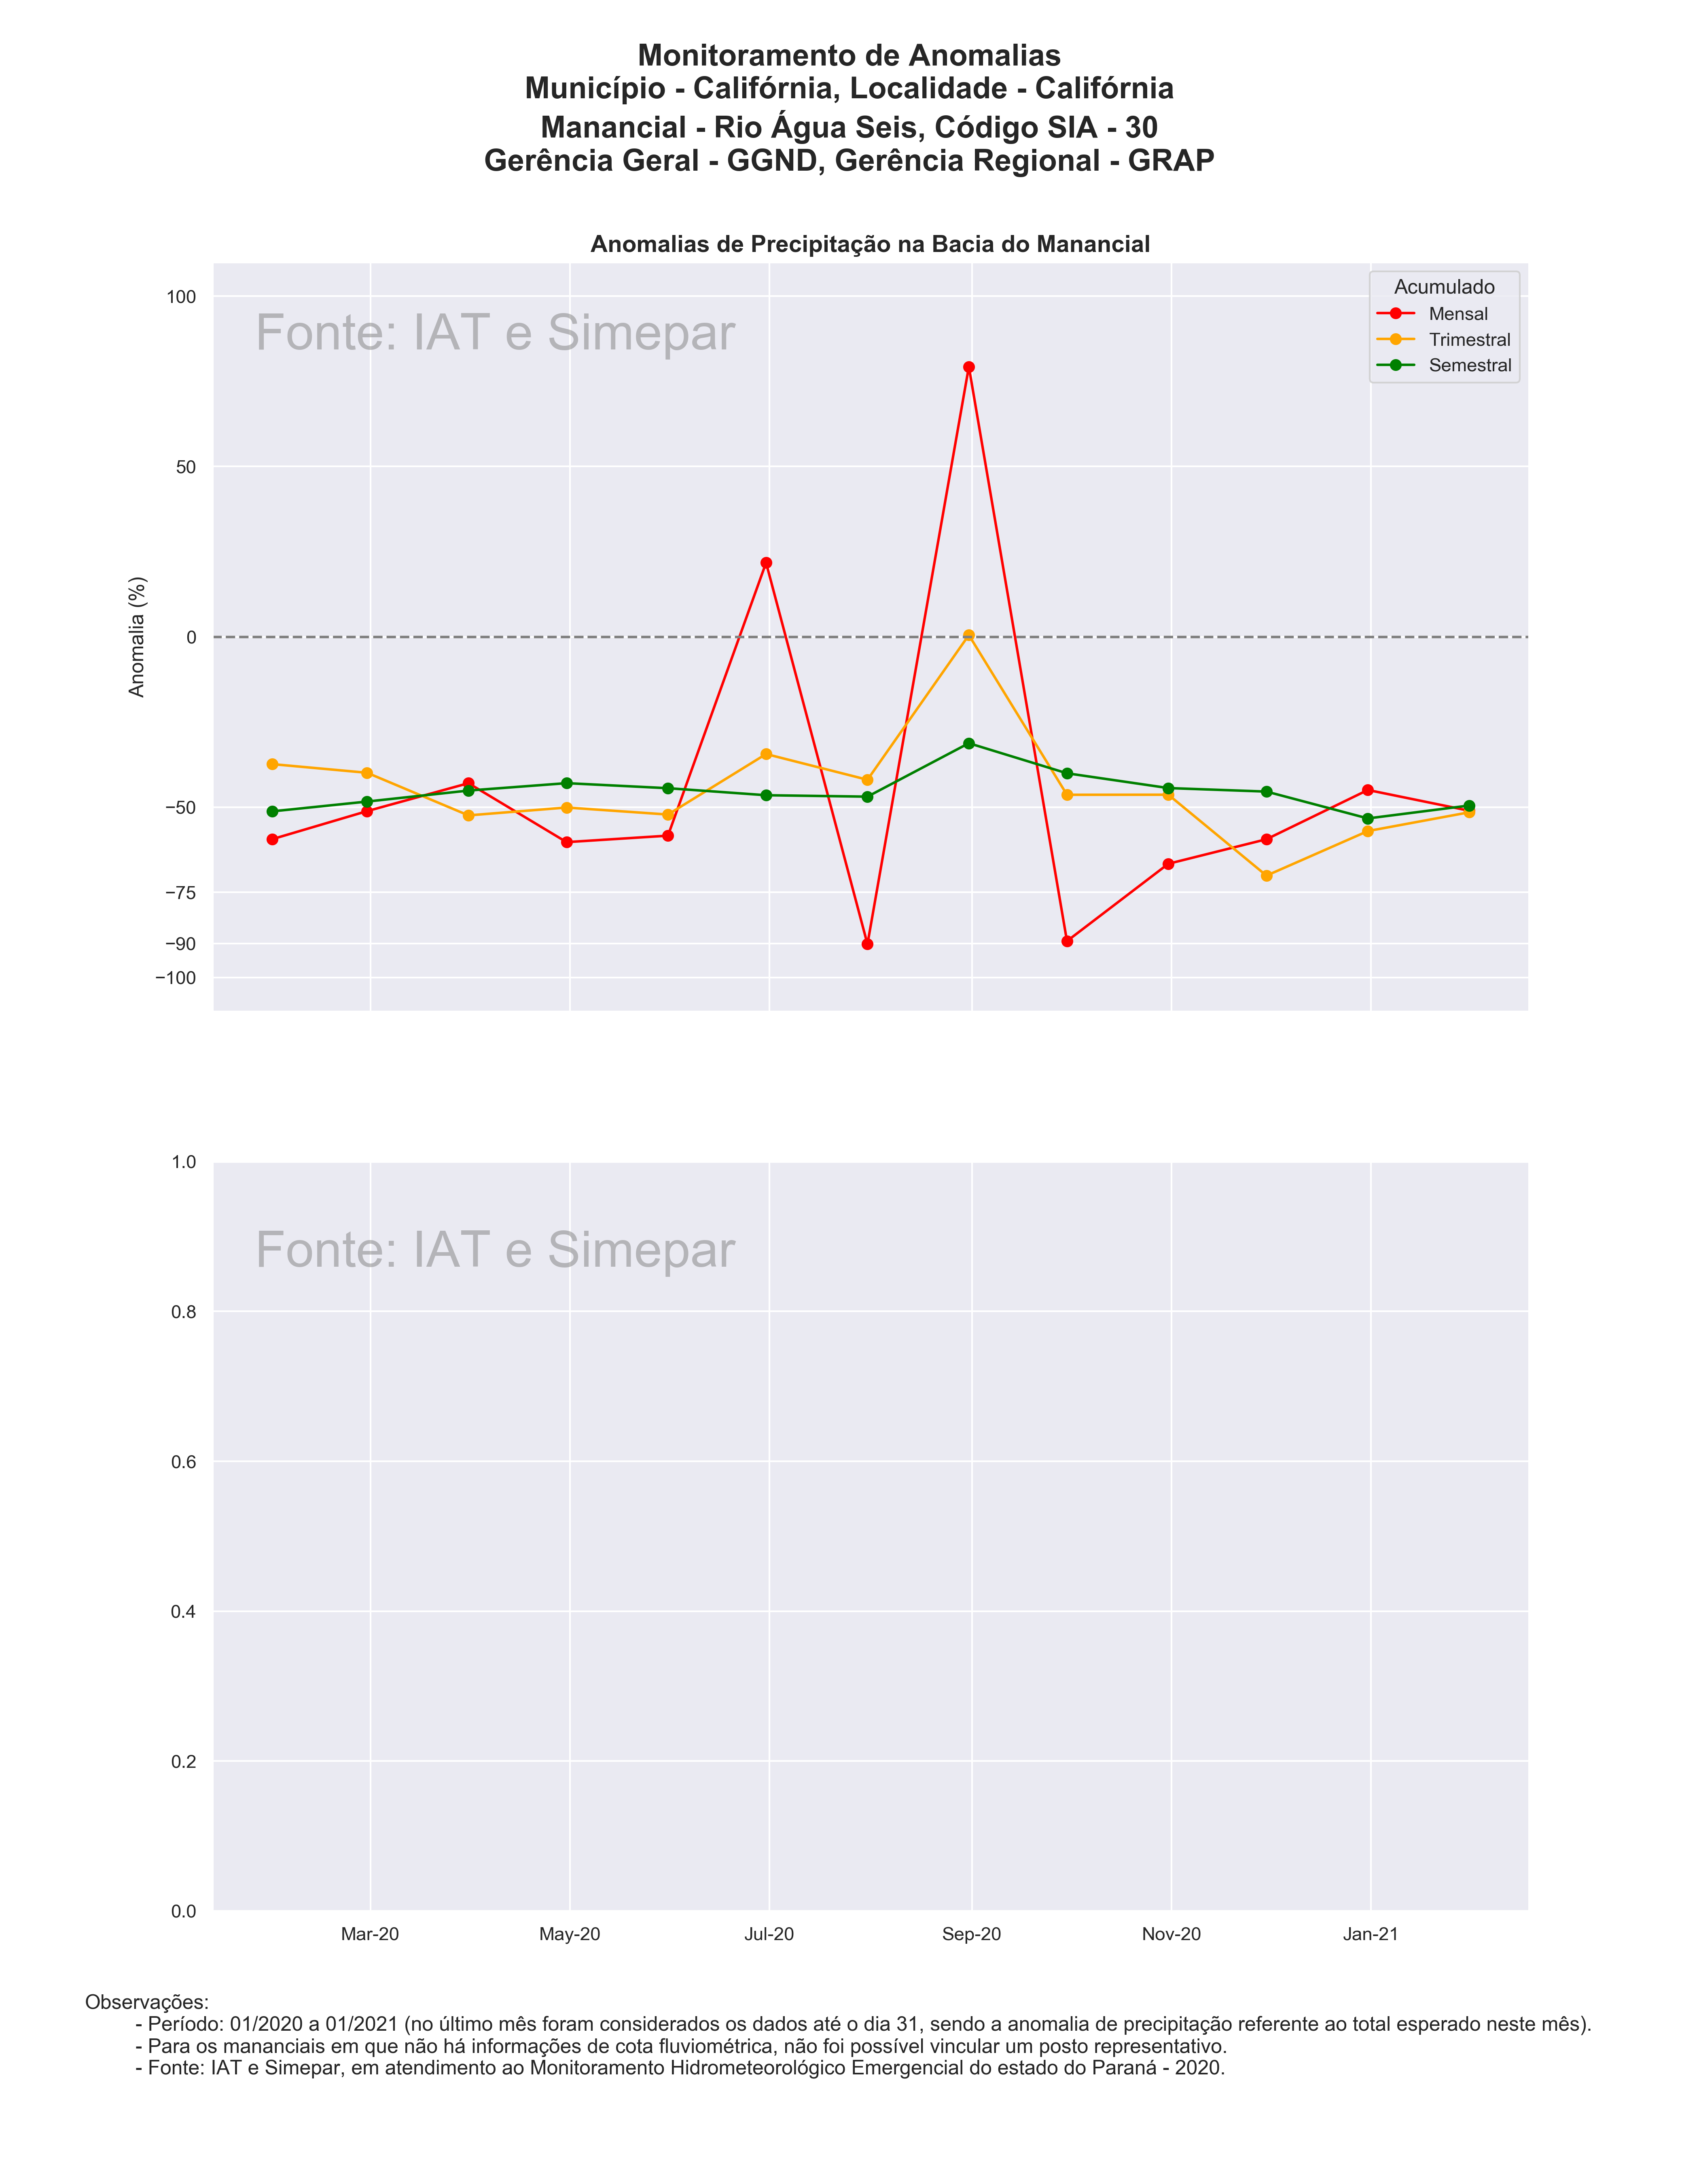 Monitoramento de Anomalias
Município - Califórnia, Localidade - Califórnia
Manancial - Rio Água Seis, Código SIA - 30
Gerência Geral - GGND, Gerência Regional - GRAP
Anomalias de Precipitação na Bacia do Manancial
Fonte: IAT e Simepar
Acumulado
Mensal
Trimestral
Semestral
Anomalia (%)
100
50
0
−50
−75
−90
−100
Fonte: IAT e Simepar
1.0
0.8
0.6
0.4
0.2
0.0
Mar-20 May-20 Jul-20 Sep-20 Nov-20 Jan-21
Observações:
- Período: 01/2020 a 01/2021 (no último mês foram considerados os dados até o dia 31, sendo a anomalia de precipitação referente ao total esperado neste mês).
- Para os mananciais em que não há informações de cota fluviométrica, não foi possível vincular um posto representativo.
- Fonte: IAT e Simepar, em atendimento ao Monitoramento Hidrometeorológico Emergencial do estado do Paraná - 2020.